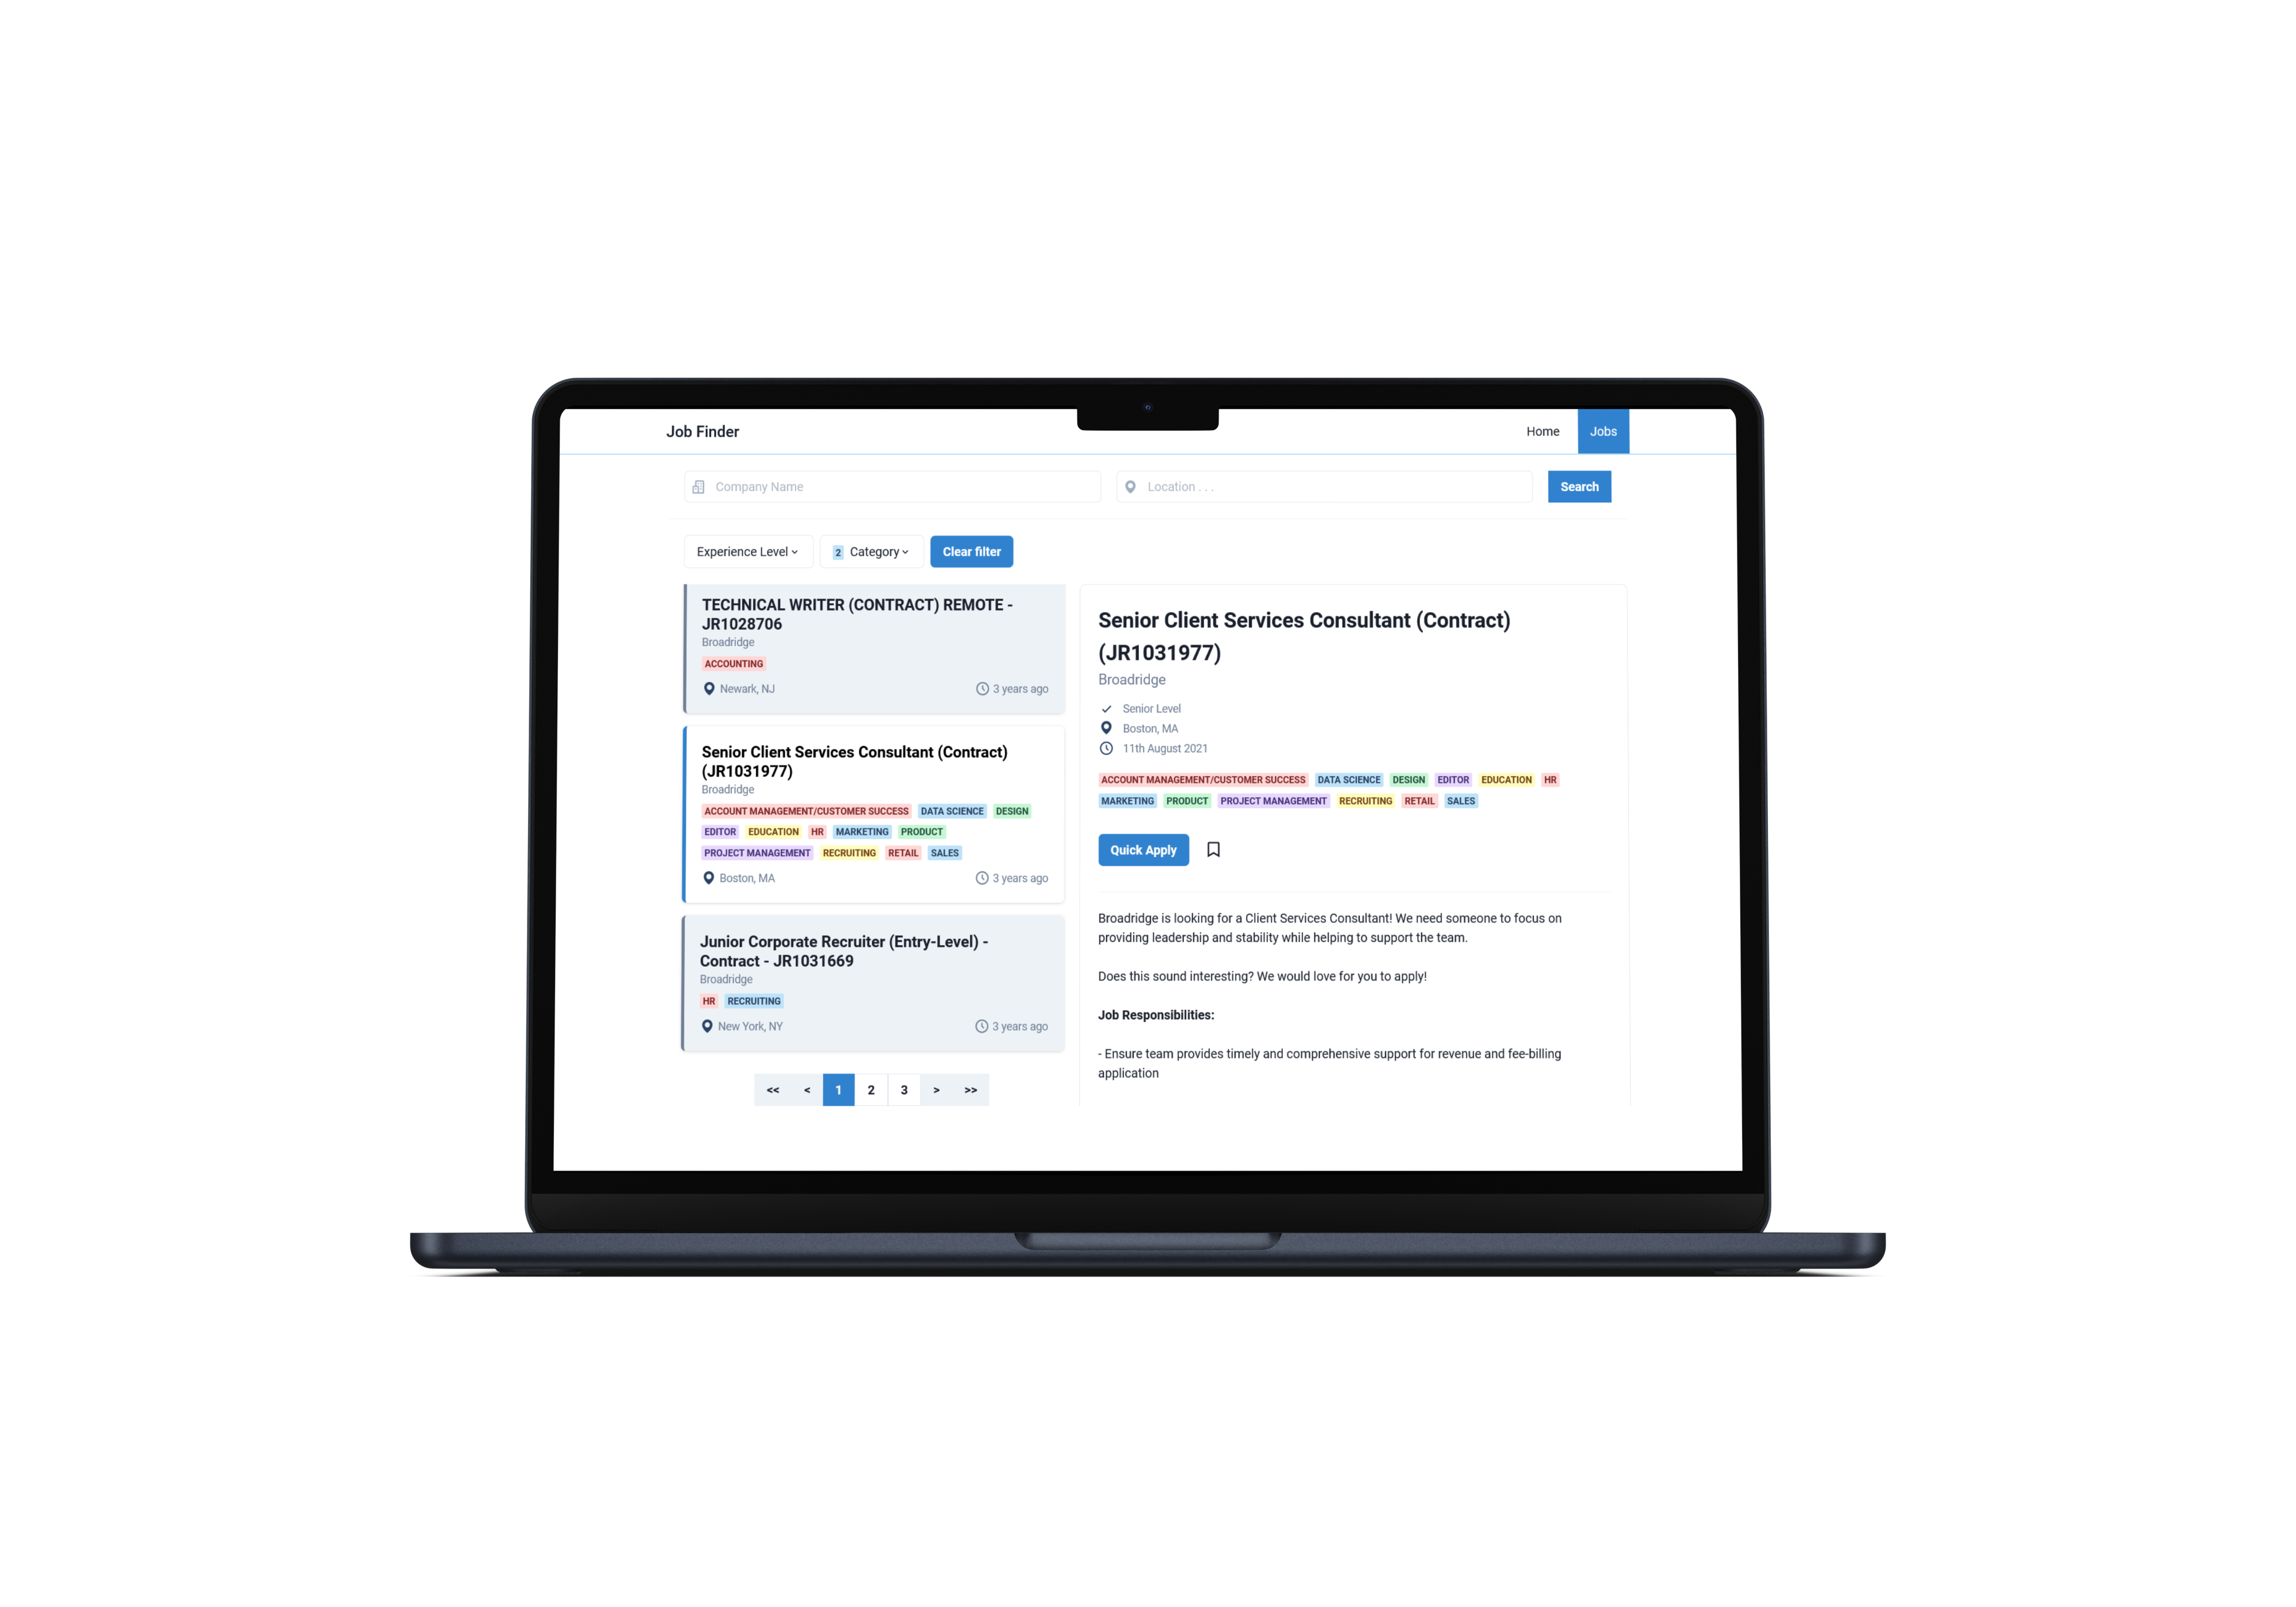 Job Finder
Home
Jobs
Company Name
Location . . .
Search
Experience Level
2 Category
Clear filter
TECHNICAL WRITER (CONTRACT) REMOTE -
JR1028706
Broadridge
ACCOUNTING
Newark, NJ
3 years ago
Senior Client Services Consultant (Contract)
(JR1031977)
Broadridge
ACCOUNT MANAGEMENT/CUSTOMER SUCCESS DATA SCIENCE DESIGN
EDITOR EDUCATION HR MARKETING PRODUCT
PROJECT MANAGEMENT RECRUITING RETAIL SALES
Boston, MA
3 years ago
Junior Corporate Recruiter (Entry-Level) -
Contract - JR1031669
Broadridge
HR RECRUITING
New York, NY
3 years ago
<< < 1 2 3 > >>
Senior Client Services Consultant (Contract)
(JR1031977)
Broadridge
Senior Level
Boston, MA
11th August 2021
ACCOUNT MANAGEMENT/CUSTOMER SUCCESS DATA SCIENCE DESIGN EDITOR EDUCATION HR
MARKETING PRODUCT PROJECT MANAGEMENT RECRUITING RETAIL SALES
Quick Apply
Broadridge is looking for a Client Services Consultant! We need someone to focus on
providing leadership and stability while helping to support the team.
Does this sound interesting? We would love for you to apply!
Job Responsibilities:
- Ensure team provides timely and comprehensive support for revenue and fee-billing
application